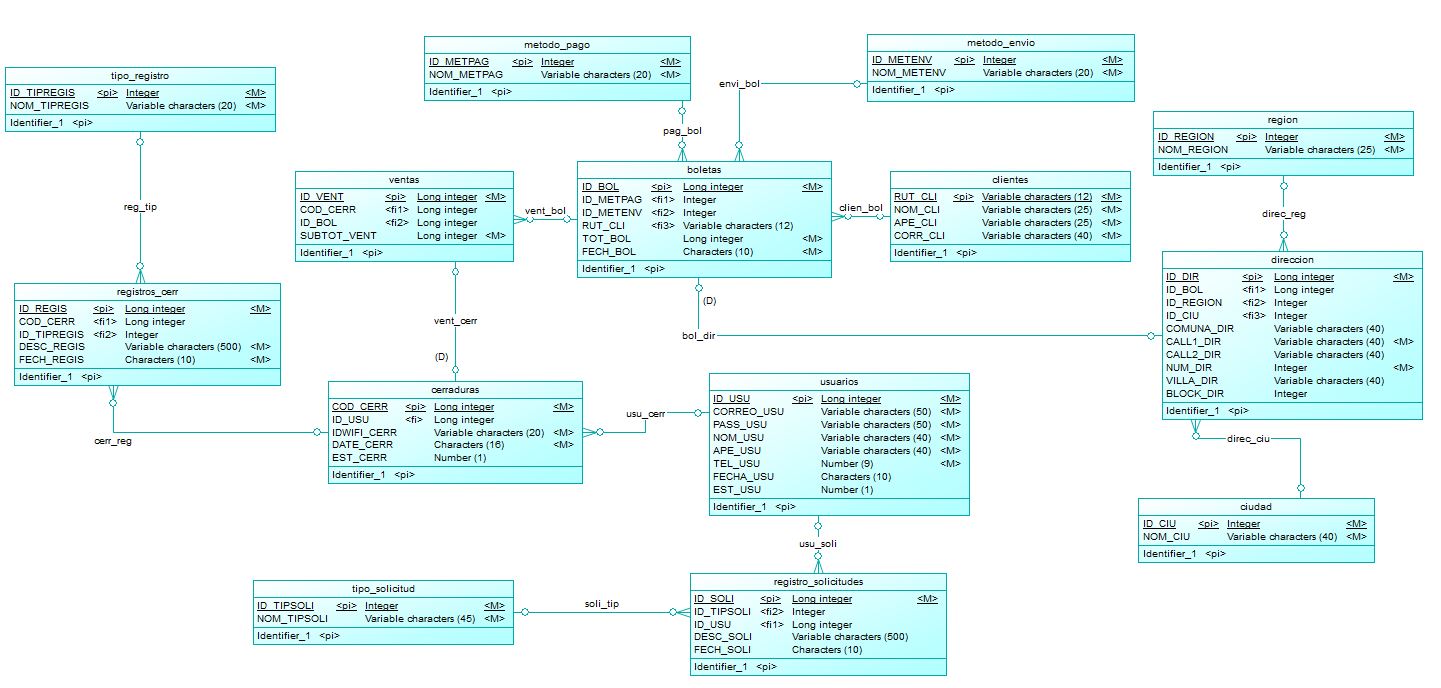 metodo_pago
ID_METPAG <pi> Integer <M>
NOM_METPAG Variable characters (20) <M>
Identifier_1 <pi>
metodo_envio
ID_METENV <pi> Integer <M>
NOM_METENV Variable characters (20) <M>
Identifier_1 <pi>
tipo_registro
ID_TIPREGIS <pi> Integer <M>
NOM_TIPREGIS Variable characters (20) <M>
Identifier_1 <pi>
envi_bol
pag_bol
region
ID_REGION <pi> Integer <M>
NOM_REGION Variable characters (25) <M>
Identifier_1 <pi>
ventas
ID_VENT <pi> Long integer <M>
COD_CERR <fi1> Long integer
ID_BOL <fi2> Long integer
SUBTOT_VENT Long integer <M>
Identifier_1 <pi>
vent_bol
boletas
ID_BOL <pi> Long integer <M>
ID_METPAG <fi1> Integer
ID_METENV <fi2> Integer
RUT_CLI <fi3> Variable characters (12)
TOT_BOL Long integer <M>
FECH_BOL Characters (10) <M>
Identifier_1 <pi>
clien_bol
clientes
RUT_CLI <pi> Variable characters (12) <M>
NOM_CLI Variable characters (25) <M>
APE_CLI Variable characters (25) <M>
CORR_CLI Variable characters (40) <M>
Identifier_1 <pi>
reg_tip
direc_reg
registros_cerr
ID_REGIS <pi> Long integer <M>
COD_CERR <fi1> Long integer
ID_TIPREGIS <fi2> Integer
DESC_REGIS Variable characters (500) <M>
FECH_REGIS Characters (10) <M>
Identifier_1 <pi>
direccion
ID_DIR <pi> Long integer <M>
ID_BOL <fi1> Long integer
ID_REGION <fi2> Integer
ID_CIU <fi3> Integer
COMUNA_DIR Variable characters (40)
CALL1_DIR Variable characters (40) <M>
CALL2_DIR Variable characters (40)
NUM_DIR Integer <M>
VILLA_DIR Variable characters (40)
BLOCK_DIR Integer
Identifier_1 <pi>
(D)
bol_dir
vent_cerr
(D)
cerraduras
COD_CERR <pi> Long integer <M>
ID_USU <fi> Long integer
IDWIFI_CERR Variable characters (20) <M>
DATE_CERR Characters (16) <M>
EST_CERR Number (1)
Identifier_1 <pi>
cerr_reg
usu_cerr
usuarios
ID_USU <pi> Long integer <M>
CORREO_USU Variable characters (50) <M>
PASS_USU Variable characters (50) <M>
NOM_USU Variable characters (40) <M>
APE_USU Variable characters (40) <M>
TEL_USU Number (9) <M>
FECHA_USU Characters (10)
EST_USU Number (1)
Identifier_1 <pi>
direc_ciu
ciudad
ID_CIU <pi> Integer <M>
NOM_CIU Variable characters (40) <M>
Identifier_1 <pi>
usu_soli
tipo_solicitud
ID_TIPSOLI <pi> Integer <M>
NOM_TIPSOLI Variable characters (45) <M>
Identifier_1 <pi>
soli_tip
registro_solicitudes
ID_SOLI <pi> Long integer <M>
ID_TIPSOLI <fi2> Integer
ID_USU <fi1> Long integer
DESC_SOLI Variable characters (500)
FECH_SOLI Characters (10)
Identifier_1 <pi>